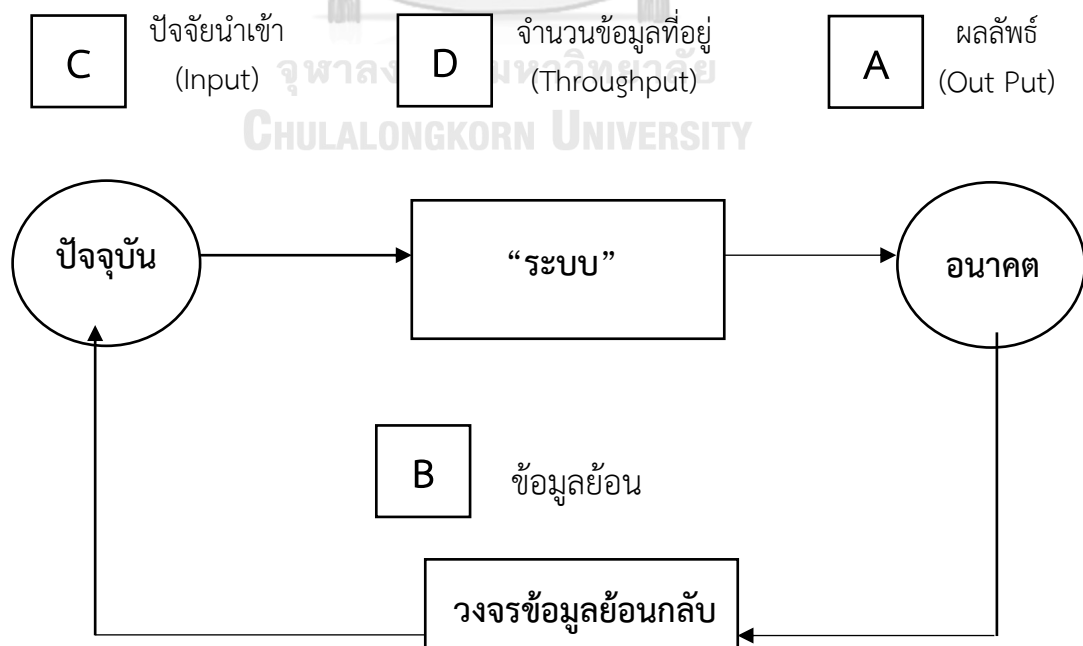 C
ปัจจัยนำเข้า
(Input)
D
จำนวนข้อมูลที่อยู่
(Throughput)
A
ผลลัพธ์
(Out Put)
CHULALONGKORN UNIVERSITY
ปัจจุบัน
“ระบบ”
อนาคต
B
ข้อมูลย้อน
วงจรข้อมูลย้อนกลับ